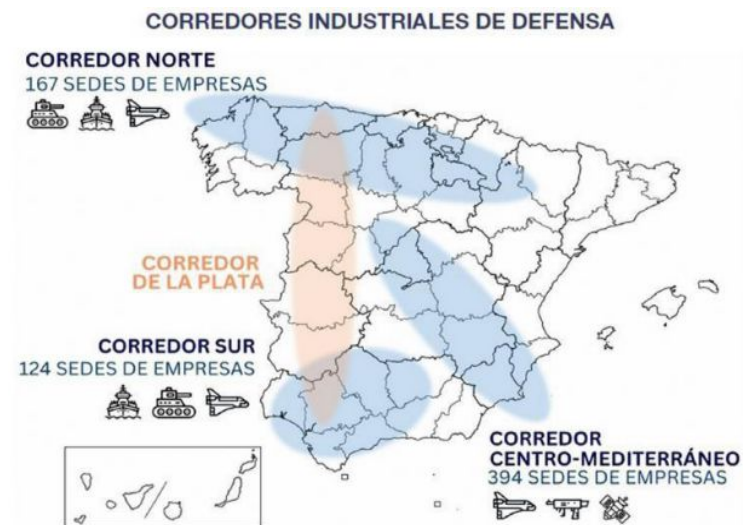 CORREDORES INDUSTRIALES DE DEFENSA
CORREDOR NORTE
167 SEDES DE EMPRESAS
CORREDOR
DE LA PLATA
CORREDOR SUR
124 SEDES DE EMPRESAS
CORREDOR
CENTRO-MEDITERRÁNEO
394 SEDES DE EMPRESAS